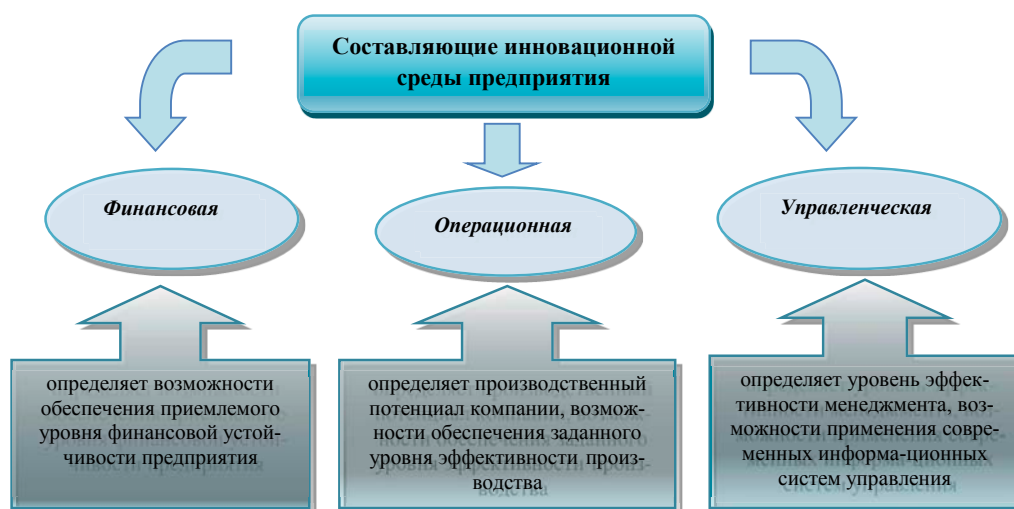 Составляющие инновационной
среды предприятия
Финансовая
Операционная
Управленческая
определяет возможности
обеспечения приемлемого
уровня финансовой устой-
чивости предприятия
определяет производственный
потенциал компании, возмож-
ности обеспечения заданного
уровня эффективности произ-
водства
определяет уровень эффек-
тивности менеджмента, воз-
можности применения совре-
менных информа-ционных
систем управления